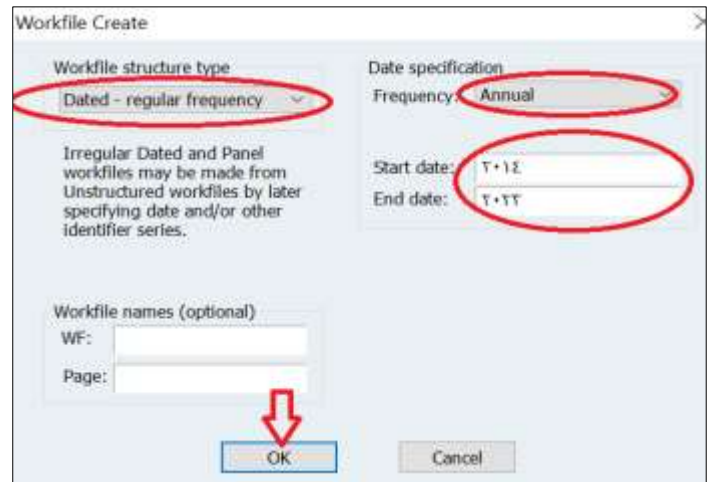 Workfile Create
Workfile structure type
Dated - regular frequency
Irregular Dated and Panel
workfiles may be made from
Unstructured workfiles by later
specifying date and/or other
identifier series.
Date specification
Frequency: Annual
Start date: ٢٠١٤
End date: ٢٠٢٢
Workfile names (optional)
WF:
Page:
OK
Cancel